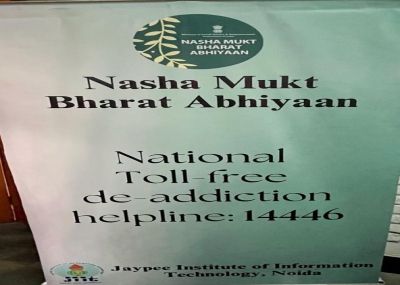 NASHA MUKT
BHARAT
ABHIYAAN
Nasha Mukt
Bharat Abhiyaan
National
Toll-free
de-addiction
helpline: 14446
Jaypee Institute of Information
Technology, Noida